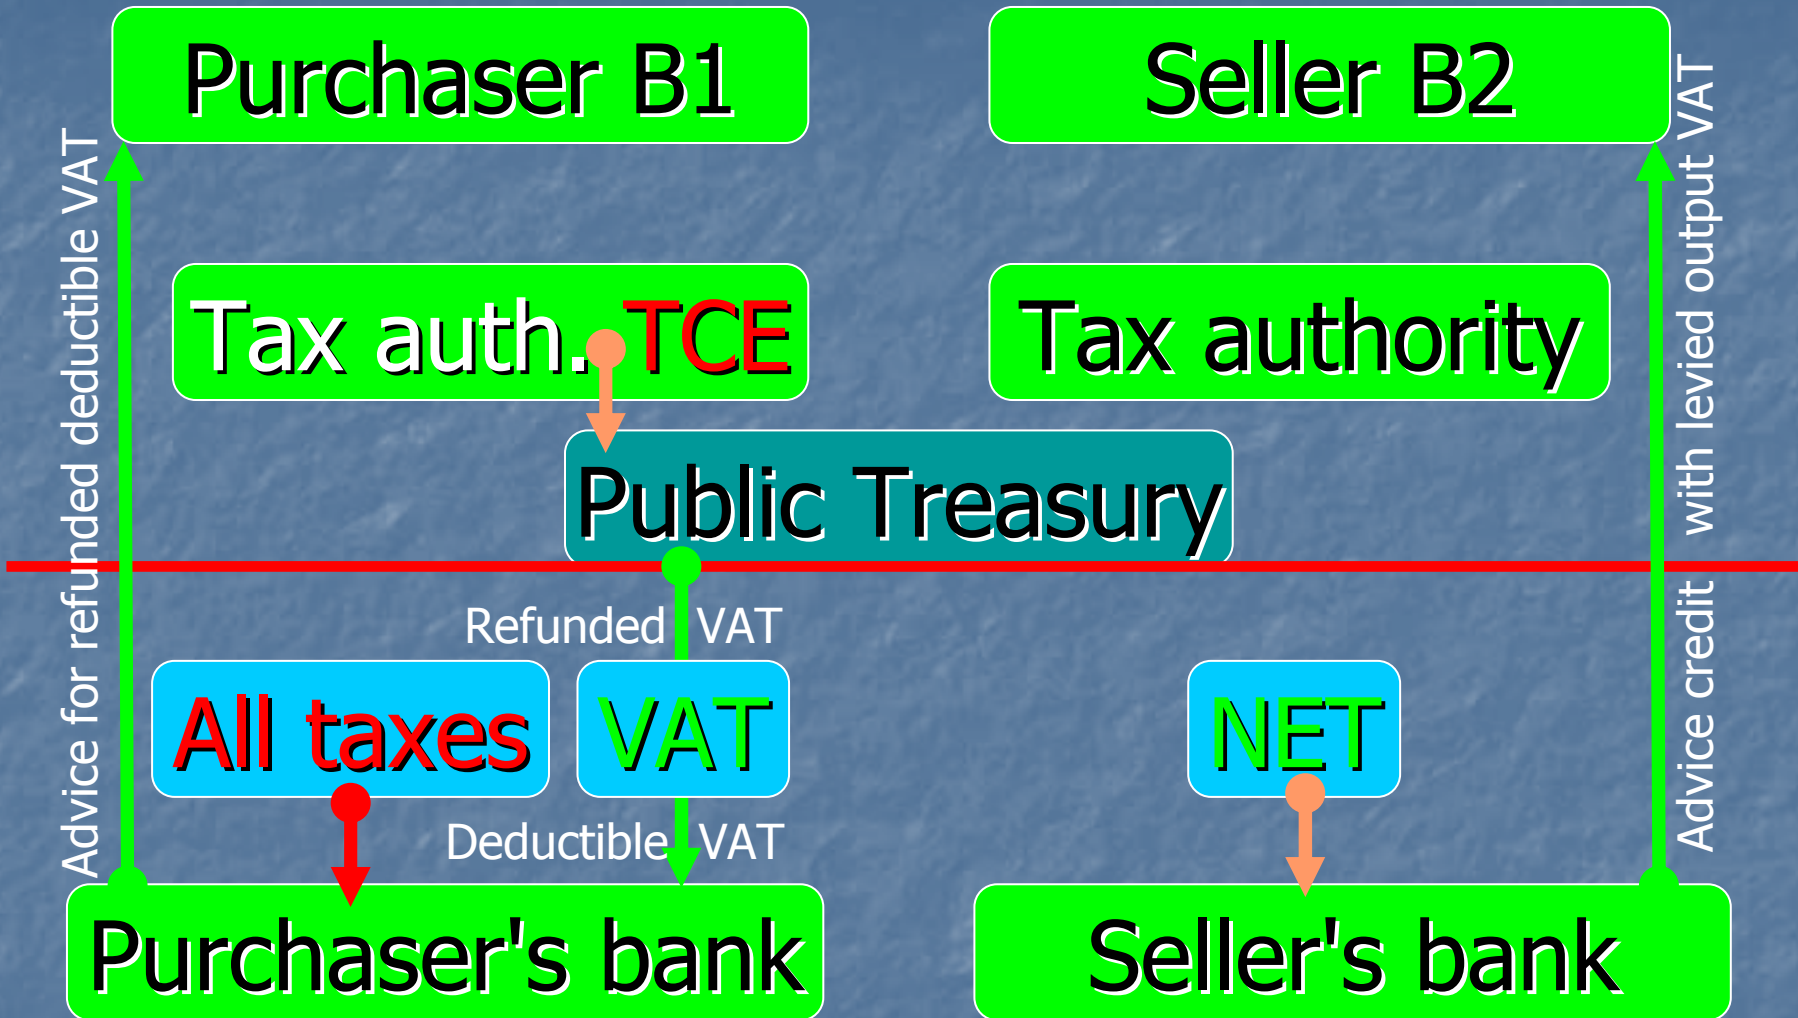 Purchaser B1
Seller B2
Advice for refunded deductible VAT
Advice credit with levied output VAT
Tax auth. TCE
Tax authority
Public Treasury
Refunded VAT
All taxes
VAT
NET
Deductible VAT
Purchaser's bank
Seller's bank